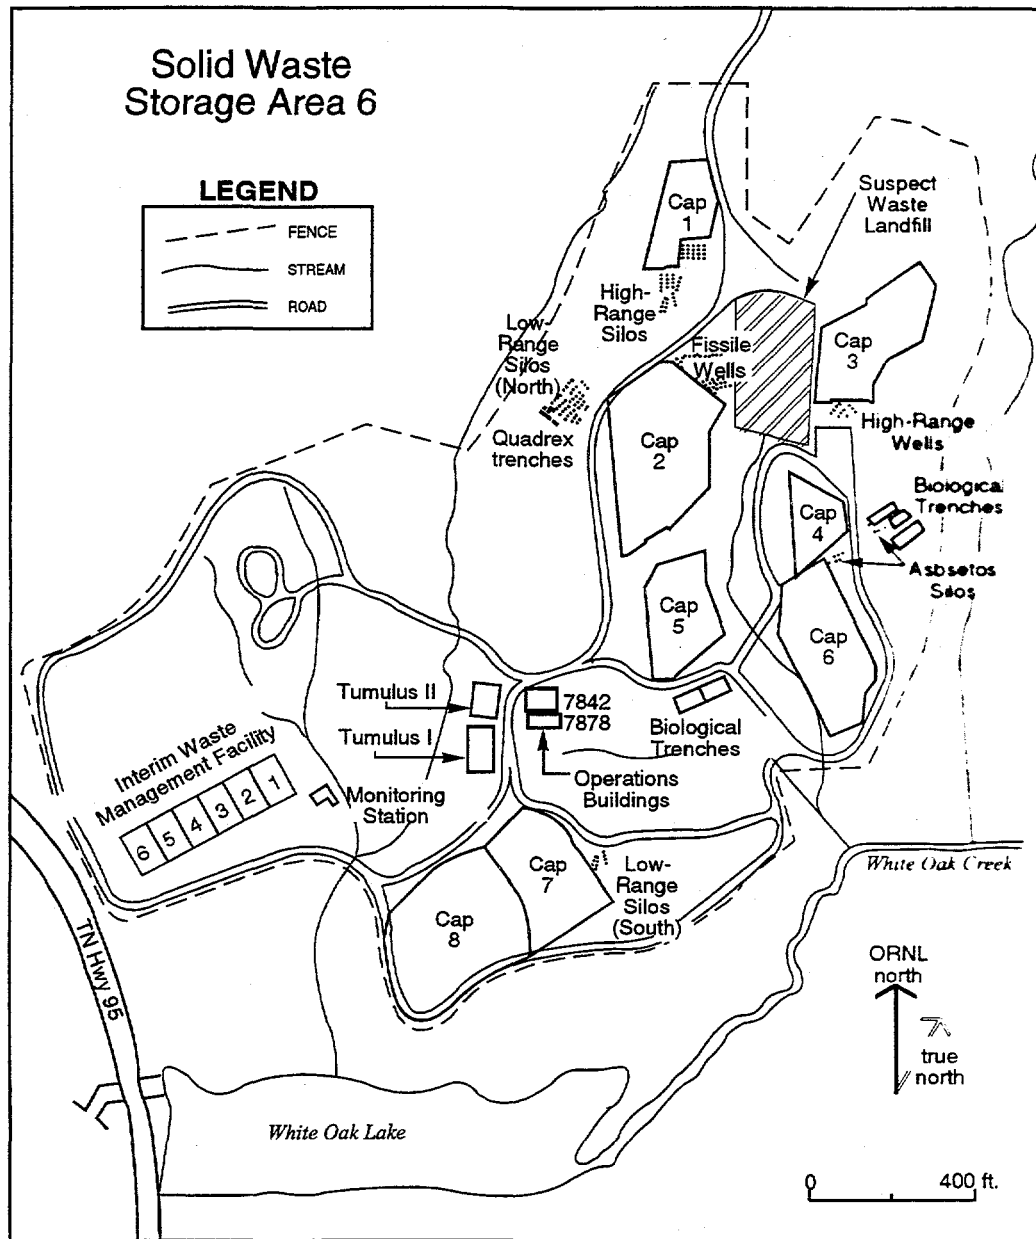 Solid Waste
Storage Area 6
LEGEND
FENCE
STREAM
ROAD
Cap
1
Suspect
Waste
Landfill
High-
Range
Silos
Low-
Range
Silos
(North)
Fissile
Wells
Cap
3
Quadrex
trenches
Cap
2
High-Range
Wells
Biological
Trenches
Cap
4
Asbsetos
Silos
Cap
5
Cap
6
Tumulus II
7842
7878
Tumulus I
Biological
Trenches
Operations
Buildings
Interim Waste
Management Facility
6 5 4 3 2 1
Monitoring
Station
Cap
7
Low-
Range
Silos
(South)
Cap
8
White Oak Creek
TN Hwy 95
ORNL
north
true
north
White Oak Lake
0 400 ft.